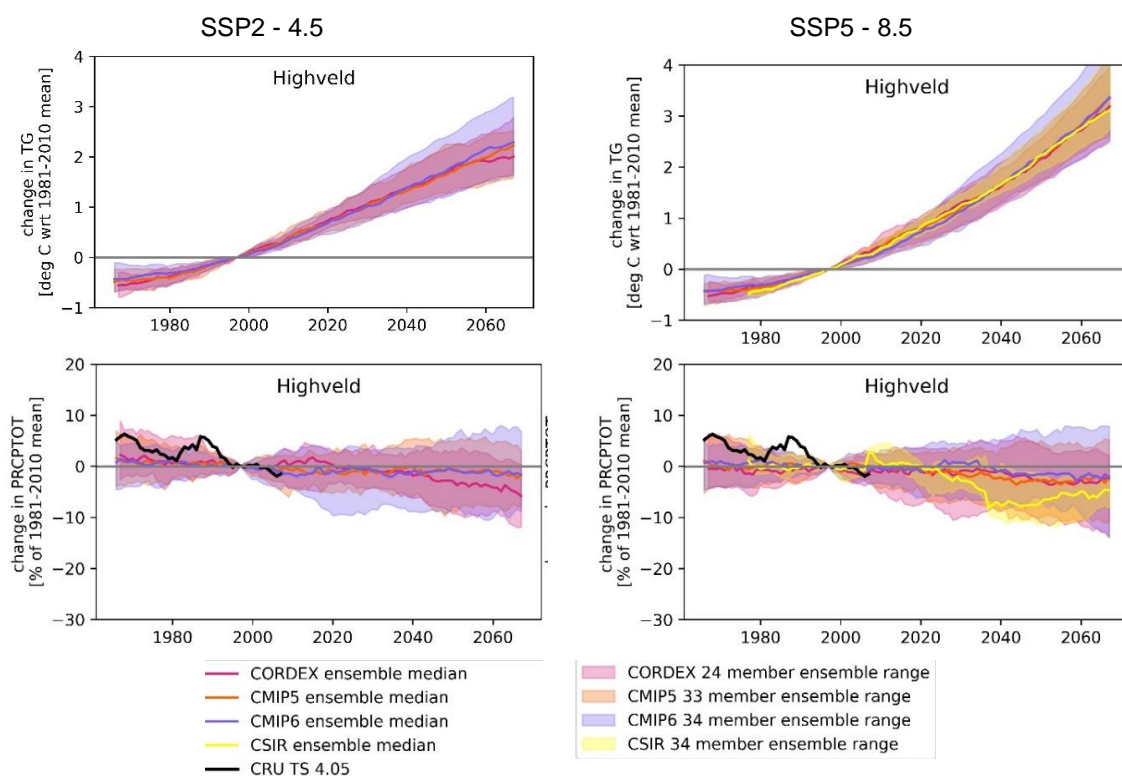 SSP2 - 4.5
SSP5 - 8.5
Highveld
change in TG
[deg C wrt 1981-2010 mean]
4
3
2
1
0
−1
1980 2000 2020 2040 2060
Highveld
change in TG
[deg C wrt 1981-2010 mean]
4
3
2
1
0
−1
1980 2000 2020 2040 2060
Highveld
change in PRCPTOT
[% of 1981-2010 mean]
20
10
0
−10
−20
−30
1980 2000 2020 2040 2060
Highveld
change in PRCPTOT
[% of 1981-2010 mean]
20
10
0
−10
−20
−30
1980 2000 2020 2040 2060
CORDEX ensemble median
CMIP5 ensemble median
CMIP6 ensemble median
CSIR ensemble median
CRU TS 4.05
CORDEX 24 member ensemble range
CMIP5 33 member ensemble range
CMIP6 34 member ensemble range
CSIR 34 member ensemble range